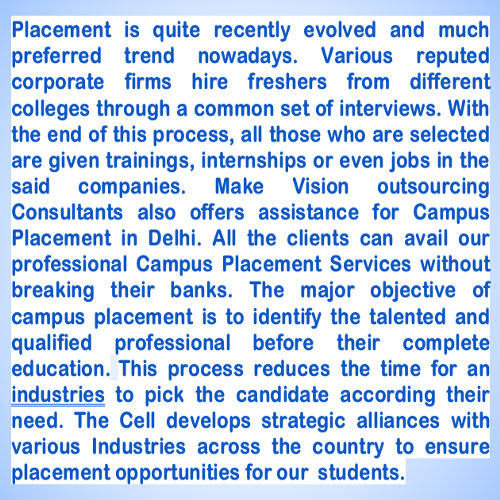 Placement is quite recently evolved and much
preferred trend nowadays. Various reputed
corporate firms hire freshers from different
colleges through a common set of interviews. With
the end of this process, all those who are selected
are given trainings, internships or even jobs in the
said companies. Make Vision outsourcing
Consultants also offers assistance for Campus
Placement in Delhi. All the clients can avail our
professional Campus Placement Services without
breaking their banks. The major objective of
campus placement is to identify the talented and
qualified professional before their complete
education. This process reduces the time for an
industries to pick the candidate according their
need. The Cell develops strategic alliances with
various Industries across the country to ensure
placement opportunities for our students.